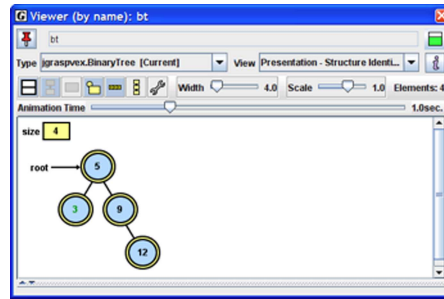 Viewer (by name): bt
bt
Type jgraspvex.BinaryTree [Current] View Presentation - Structure Identi...
Width 4.0 Scale 1.0 Elements: 4
Animation Time 1.0sec.
size 4
root 5
3 9
12